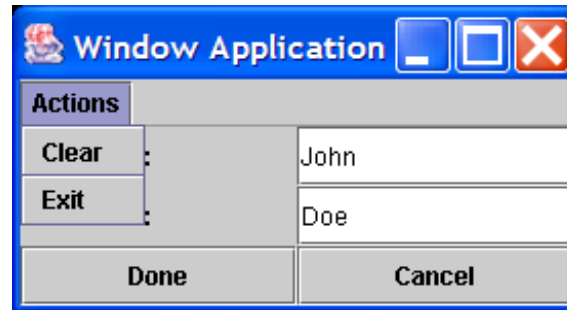 Window Application
Actions
Clear : John
Exit : Doe
Done Cancel